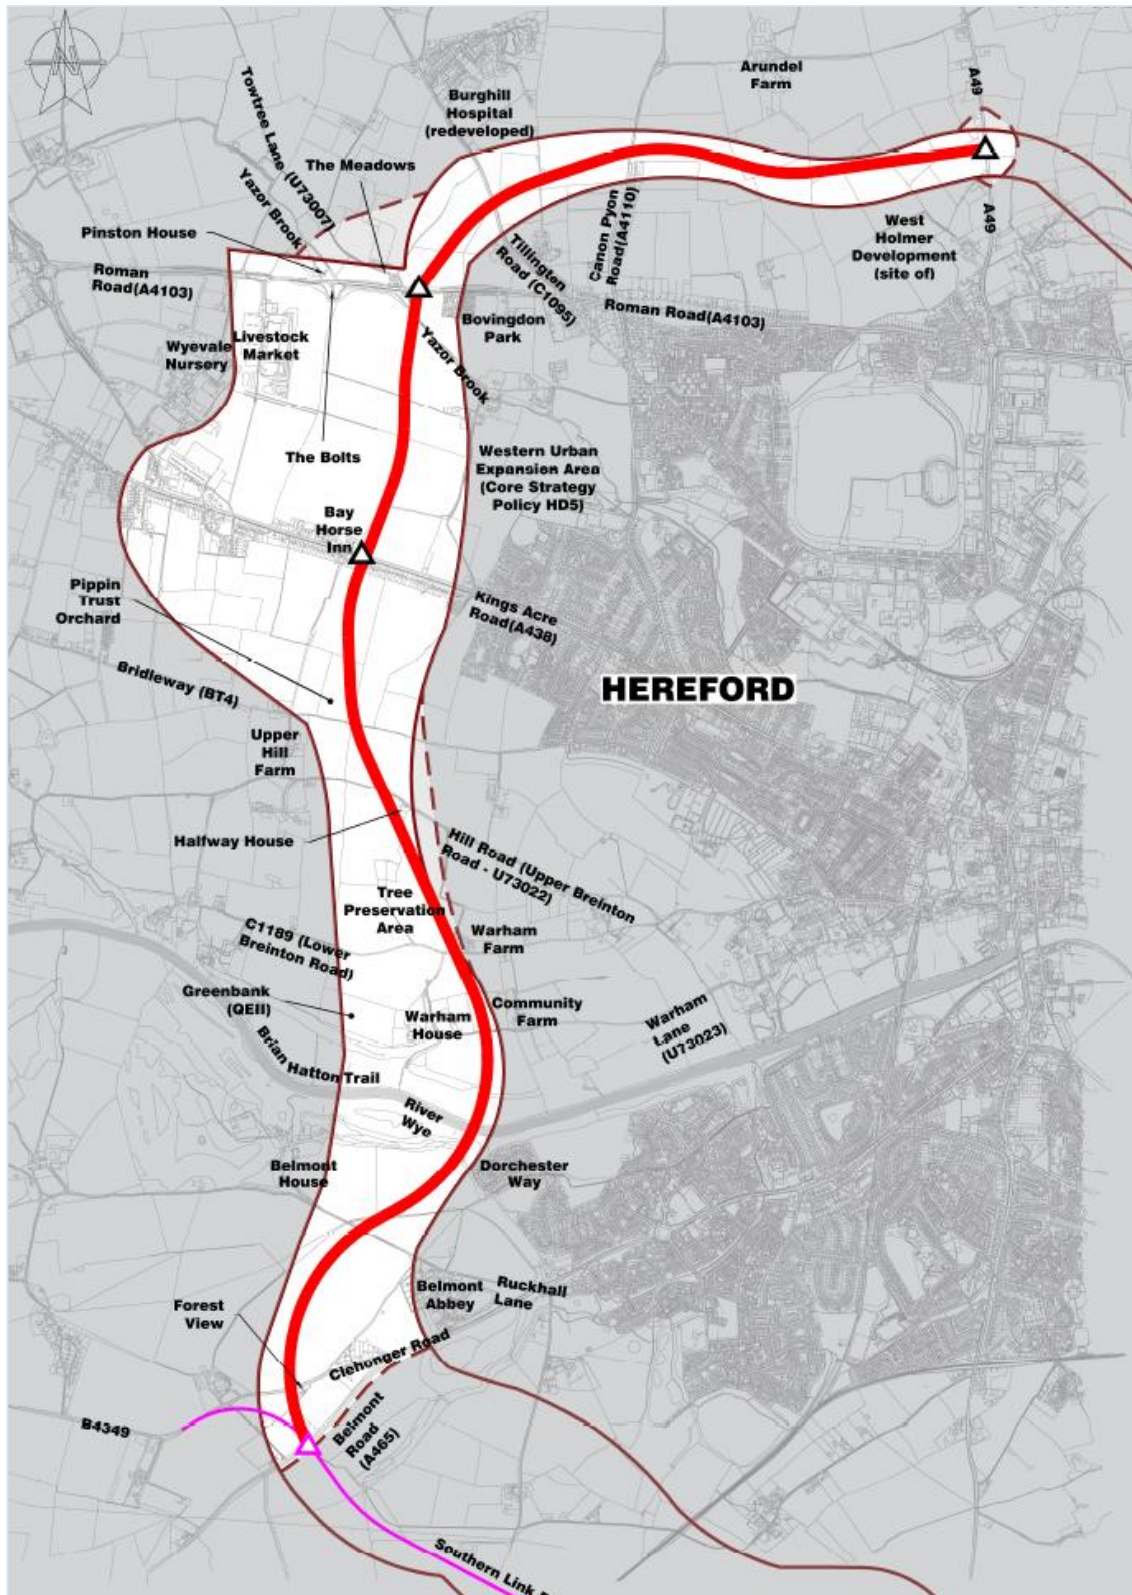 N
A49
Arundel
Farm
Burghill
Hospital
(redeveloped)
Towtree Lane (U73007)
The Meadows
Yazor Brook
Pinston House
Canon Pyon
Road(A4110)
A49
West
Holmer
Development
(site of)
Roman
Road(A4103)
Tillington
Road (C1095)
Roman Road(A4103)
Bovingdon
Park
Livestock
Market
Wyevale
Nursery
Yazor Brook
The Bolts
Western Urban
Expansion Area
(Core Strategy
Policy HD5)
Bay
Horse
Inn
Pippin
Trust
Orchard
Kings Acre
Road(A438)
Bridleway (BT4)
HEREFORD
Upper
Hill
Farm
Halfway House
Hill Road (Upper Breinton
Road - U73022)
Tree
Preservation
Area
C1189 (Lower
Breinton Road)
Warham
Farm
Greenbank
(QEII)
Warham
House
Community
Farm
Warham
Lane
(U73023)
Brian Hatton Trail
River
Wye
Belmont
House
Dorchester
Way
Belmont
Abbey
Ruckhall
Lane
Forest
View
Clehonger Road
B4349
Belmont
Road
(A465)
Southern Link